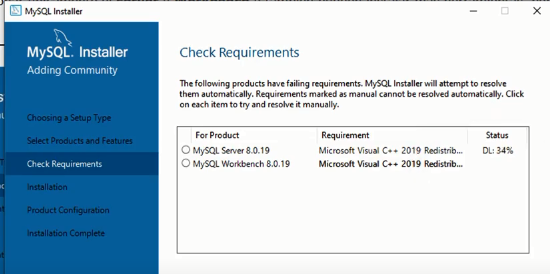 MySQL Installer
MySQL. Installer
Adding Community
Choosing a Setup Type
Select Products and Features
Check Requirements
Installation
Product Configuration
Installation Complete
Check Requirements
The following products have failing requirements. MySQL Installer will attempt to resolve
them automatically. Requirements marked as manual cannot be resolved automatically. Click
on each item to try and resolve it manually.
For Product Requirement Status
MySQL Server 8.0.19 Microsoft Visual C++ 2019 Redistrib... DL: 34%
MySQL Workbench 8.0.19 Microsoft Visual C++ 2019 Redistrib...